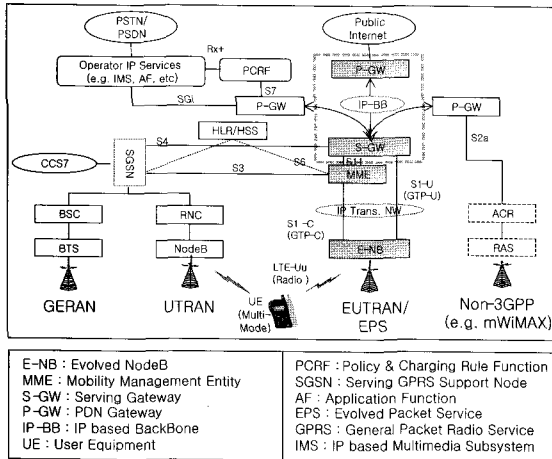 PSTN/
PSDN
Public
Internet
Operator IP Services
(e.g. IMS, AF, etc)
Rx+
PCRF
P-GW
S7
SGi
P-GW
IP-BB
P-GW
HLR/HSS
S4
S-GW
S2a
CCS7
SGSN
S3
S6
S11
MME
S1-U
(GTP-U)
BSC
RNC
S1-C
(GTP-C)
IP Trans. NW
ACR
BTS
NodeB
E-NB
RAS
LTE-Uu
(Radio)
GERAN
UTRAN
UE
(Multi-
Mode)
EUTRAN/
EPS
Non-3GPP
(e.g. mWiMAX)
E-NB : Evolved NodeB
MME : Mobility Management Entity
S-GW : Serving Gateway
P-GW : PDN Gateway
IP-BB : IP based BackBone
UE : User Equipment
PCRF : Policy & Charging Rule Function
SGSN : Serving GPRS Support Node
AF : Application Function
EPS : Evolved Packet Service
GPRS : General Packet Radio Service
IMS : IP based Multimedia Subsystem